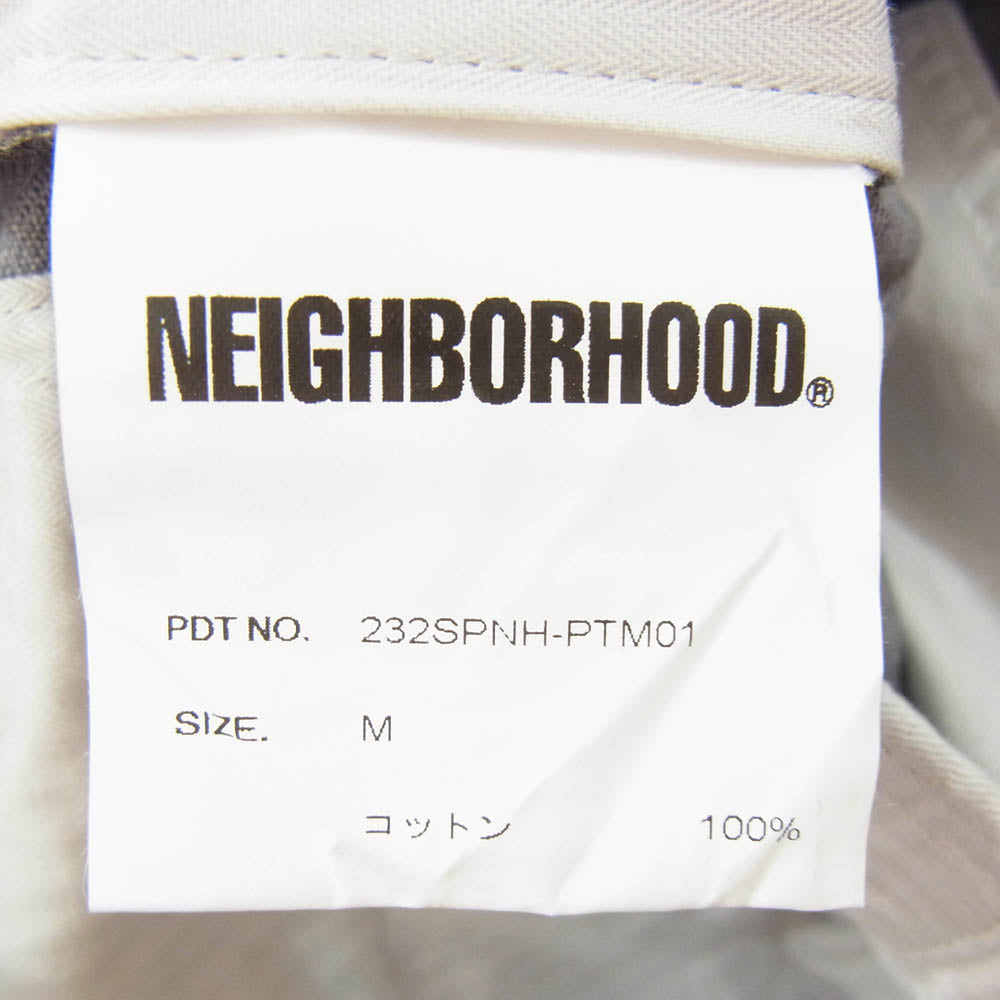 NEIGHBORHOOD®
PDT NO. 232SPNH-PTM01
SIZE. M
コットン 100%